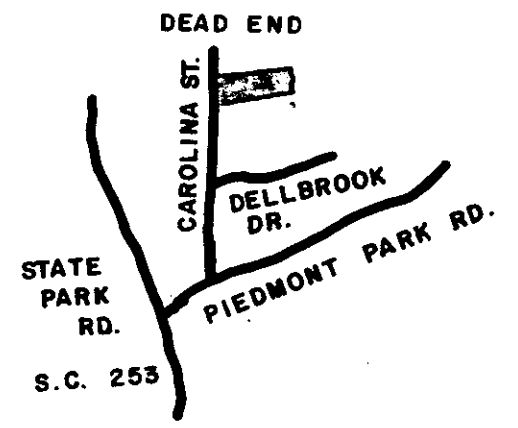 DEAD END
CAROLINA ST.
DELLBROOK
DR.
PIEDMONT PARK RD.
STATE
PARK
RD.
S.C. 253